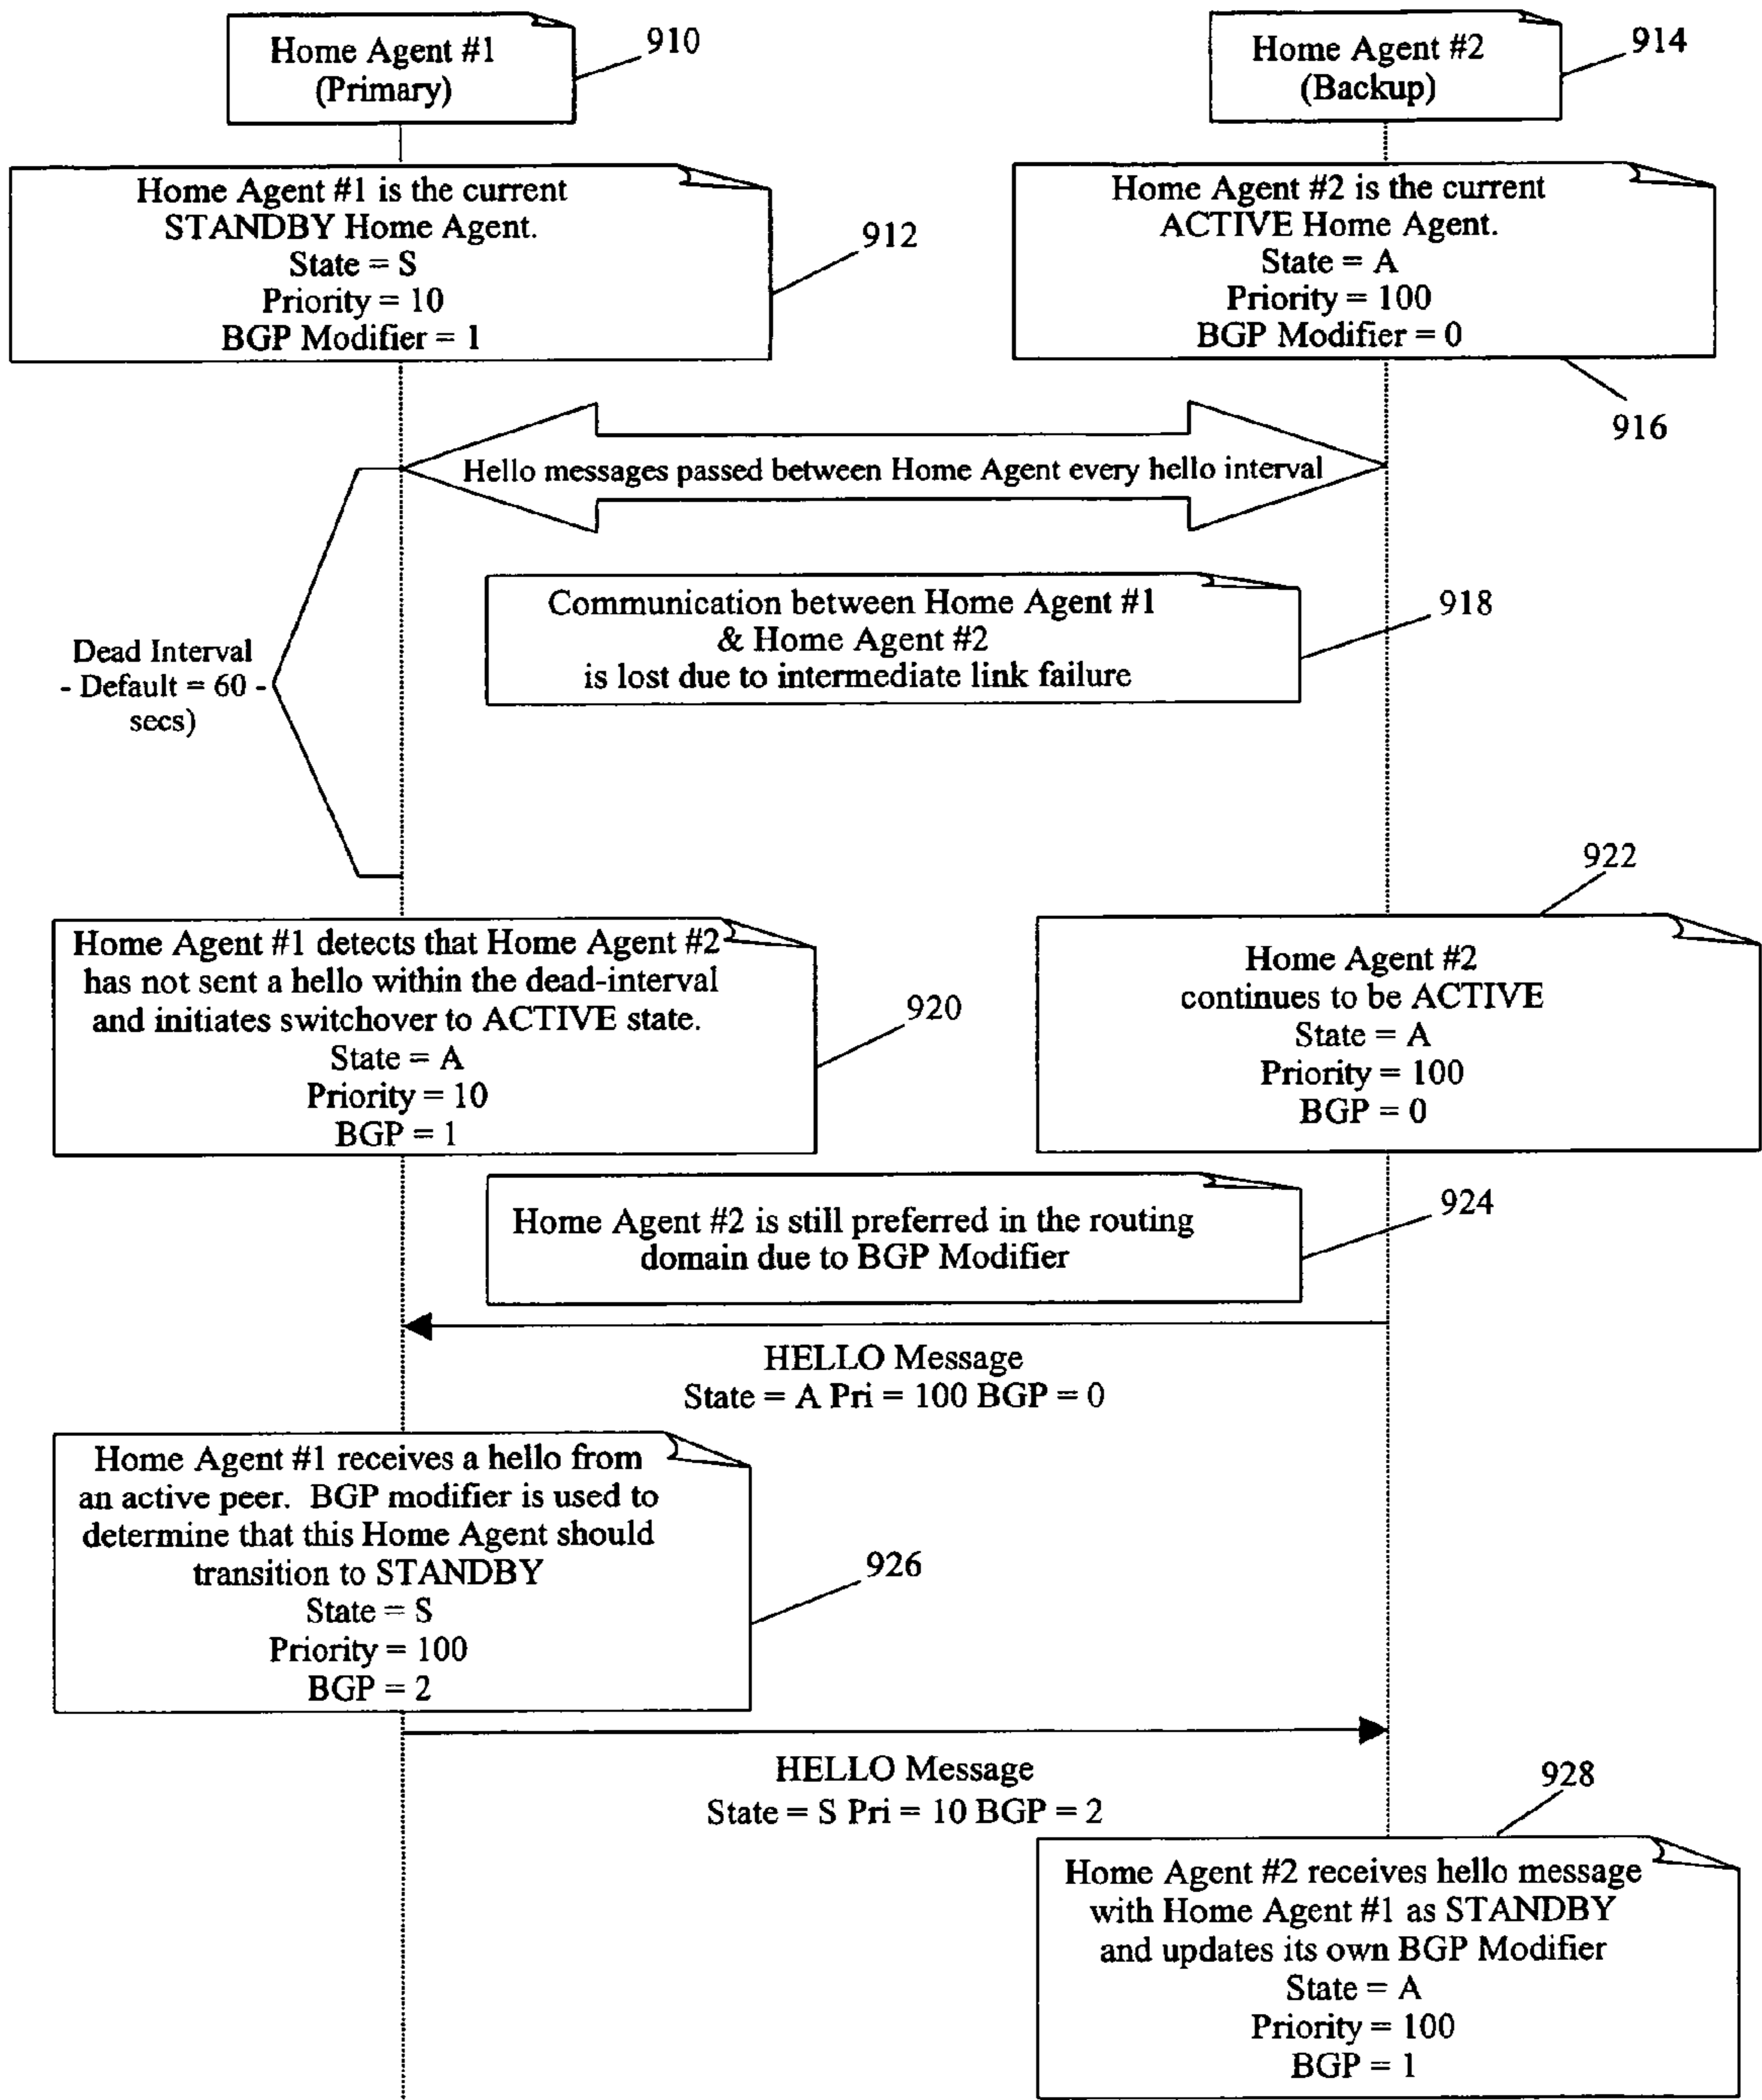 Home Agent #1
(Primary)
910
Home Agent #2
(Backup)
914
Home Agent #1 is the current
STANDBY Home Agent.
State = S
Priority = 10
BGP Modifier = 1
912
Home Agent #2 is the current
ACTIVE Home Agent.
State = A
Priority = 100
BGP Modifier = 0
916
Hello messages passed between Home Agent every hello interval
Communication between Home Agent #1
& Home Agent #2
is lost due to intermediate link failure
918
Dead Interval
- Default = 60 -
secs)
922
Home Agent #1 detects that Home Agent #2
has not sent a hello within the dead-interval
and initiates switchover to ACTIVE state.
State = A
Priority = 10
BGP = 1
920
Home Agent #2
continues to be ACTIVE
State = A
Priority = 100
BGP = 0
Home Agent #2 is still preferred in the routing
domain due to BGP Modifier
924
HELLO Message
State = A Pri = 100 BGP = 0
Home Agent #1 receives a hello from
an active peer. BGP modifier is used to
determine that this Home Agent should
transition to STANDBY
State = S
Priority = 100
BGP = 2
926
HELLO Message
State = S Pri = 10 BGP = 2
928
Home Agent #2 receives hello message
with Home Agent #1 as STANDBY
and updates its own BGP Modifier
State = A
Priority = 100
BGP = 1